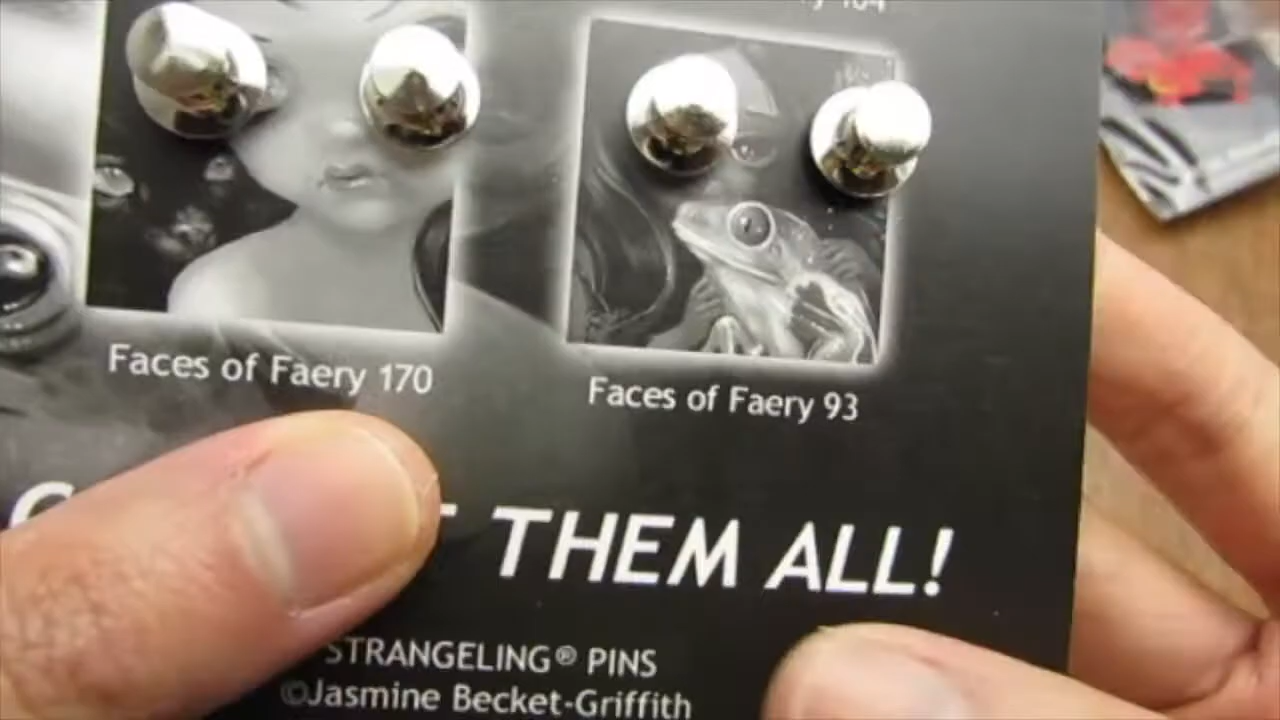 Faces of Faery 170
Faces of Faery 93
THEM ALL!
STRANGELING® PINS
©Jasmine Becket-Griffith